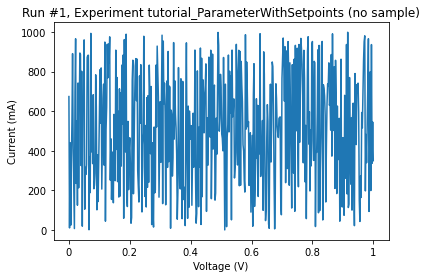 Run #1, Experiment tutorial_ParameterWithSetpoints (no sample)
1000
800
600
400
200
0
Current (mA)
0 0.2 0.4 0.6 0.8 1
Voltage (V)